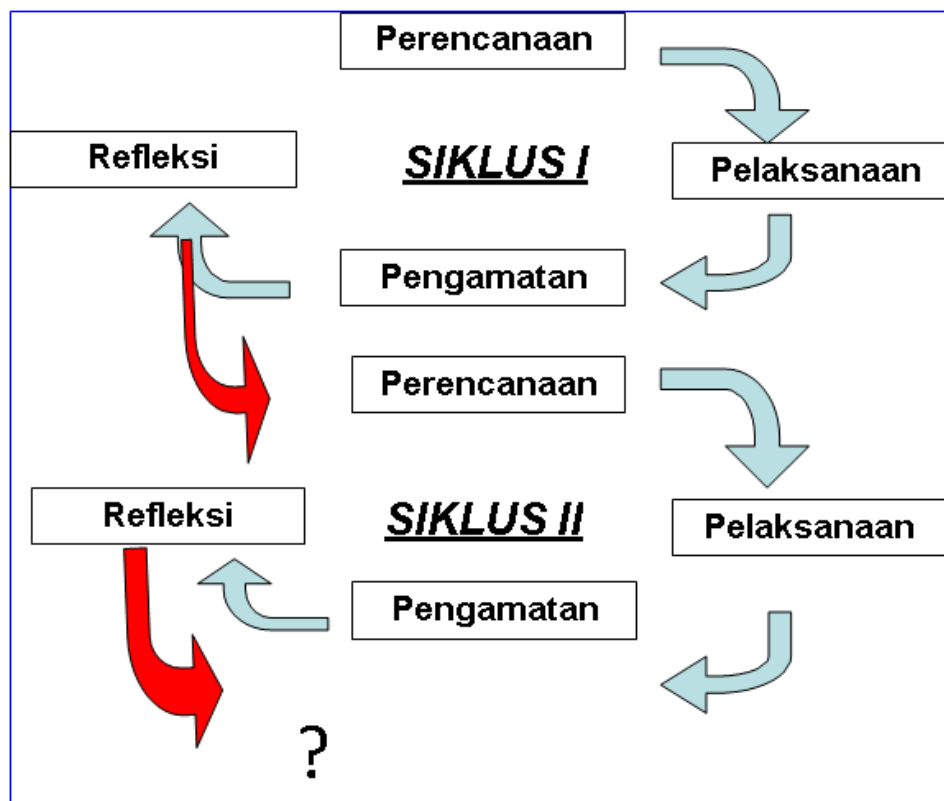 Perencanaan
Refleksi
SIKLUS I
Pelaksanaan
Pengamatan
Perencanaan
Refleksi
SIKLUS II
Pelaksanaan
Pengamatan
?